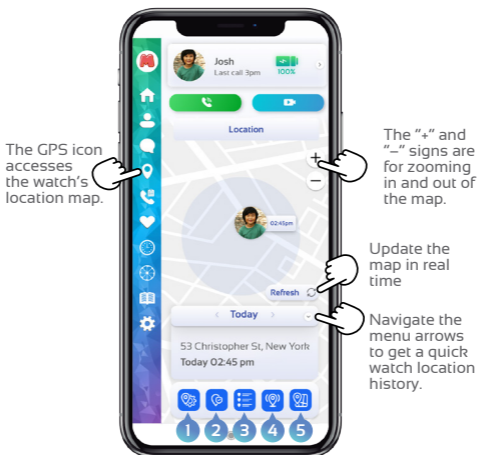 Josh
Last call 3pm
100%
Location
The GPS icon
accesses
the watch's
location map.
+
−
The "+" and
"−" signs are
for zooming
in and out of
the map.
02:45pm
Refresh
Update the
map in real
time
< Today >
Navigate the
menu arrows
to get a quick
watch location
history.
53 Christopher St, New York
Today 02:45 pm
1 2 3 4 5